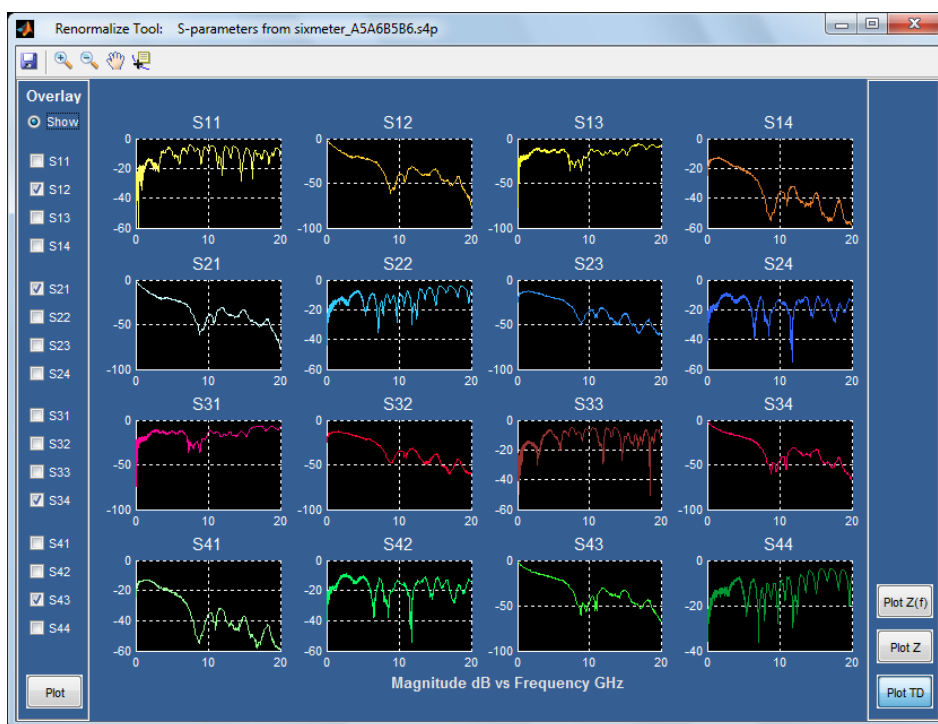 Renormalize Tool: S-parameters from sixmeter_A5A6B5B6.s4p
Overlay
Show
S11
S12
S13
S14
S21
S22
S23
S24
S31
S32
S33
S34
S41
S42
S43
S44
Plot
S11
0
-20
-40
-60
0 10 20
S12
0
-50
-100
0 10 20
S13
0
-20
-40
-60
0 10 20
S14
0
-20
-40
-60
0 10 20
S21
0
-50
-100
0 10 20
S22
0
-20
-40
-60
0 10 20
S23
0
-50
-100
0 10 20
S24
0
-20
-40
-60
0 10 20
S31
0
-50
-100
0 10 20
S32
0
-50
-100
0 10 20
S33
0
-20
-40
-60
0 10 20
S34
0
-50
-100
0 10 20
S41
0
-20
-40
-60
0 10 20
S42
0
-20
-40
-60
0 10 20
S43
0
-50
-100
0 10 20
S44
0
-20
-40
0 10 20
Magnitude dB vs Frequency GHz
Plot Z(f)
Plot Z
Plot TD